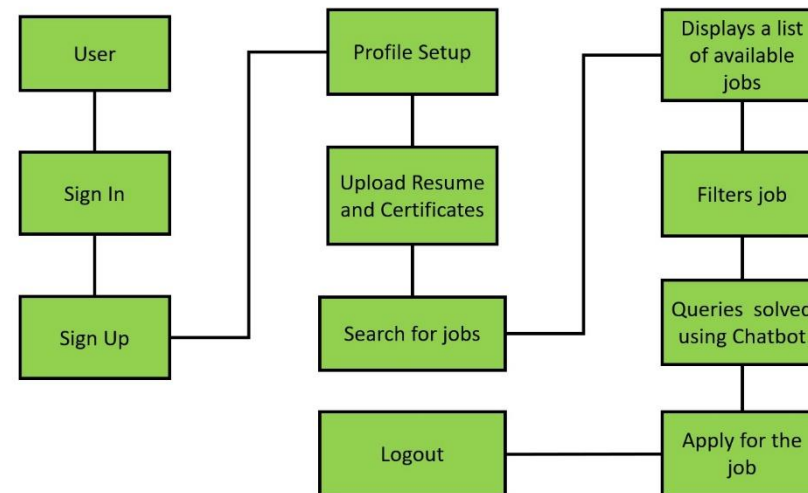 User
Sign In
Sign Up
Profile Setup
Upload Resume
and Certificates
Search for jobs
Displays a list
of available
jobs
Filters job
Queries solved
using Chatbot
Apply for the
job
Logout